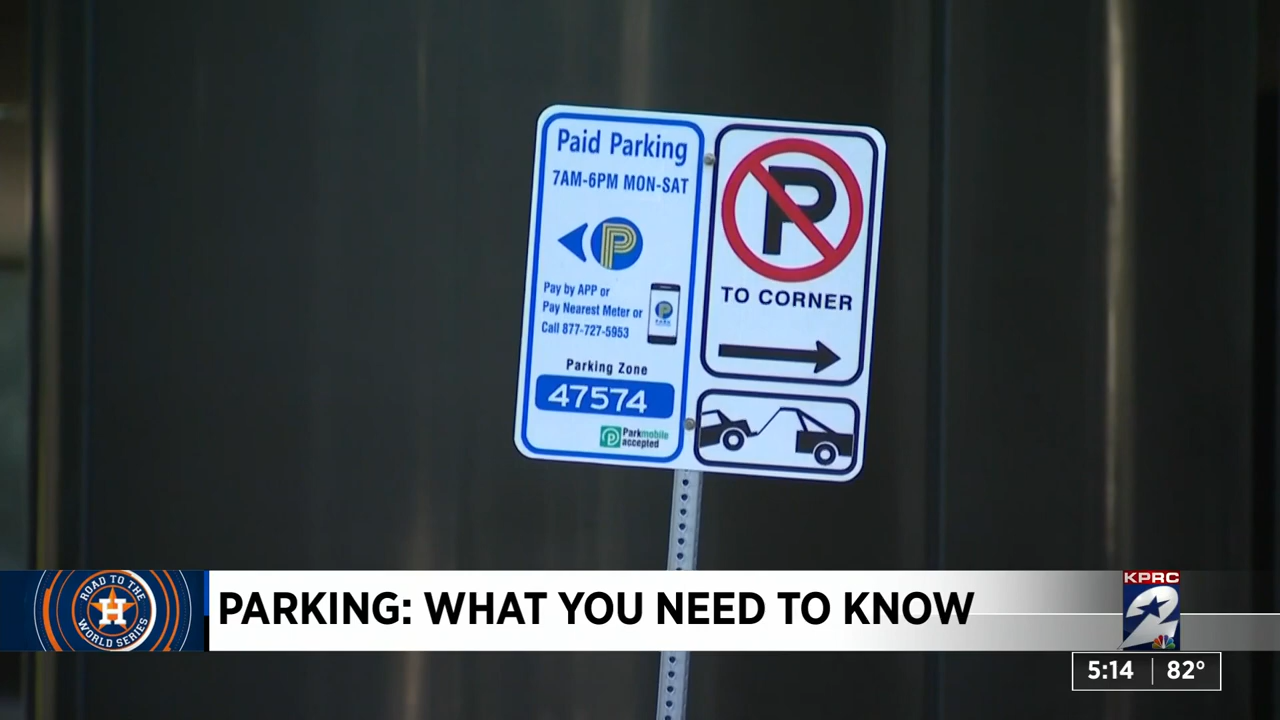 Paid Parking
7AM-6PM MON-SAT
P
Pay by APP or
Pay Nearest Meter or
Call 877-727-5953
P
PARK
Parking Zone
47574
Parkmobile
accepted
P
TO CORNER
ROAD TO THE
H
WORLD SERIES
PARKING: WHAT YOU NEED TO KNOW
KPRC
2
5:14 82°